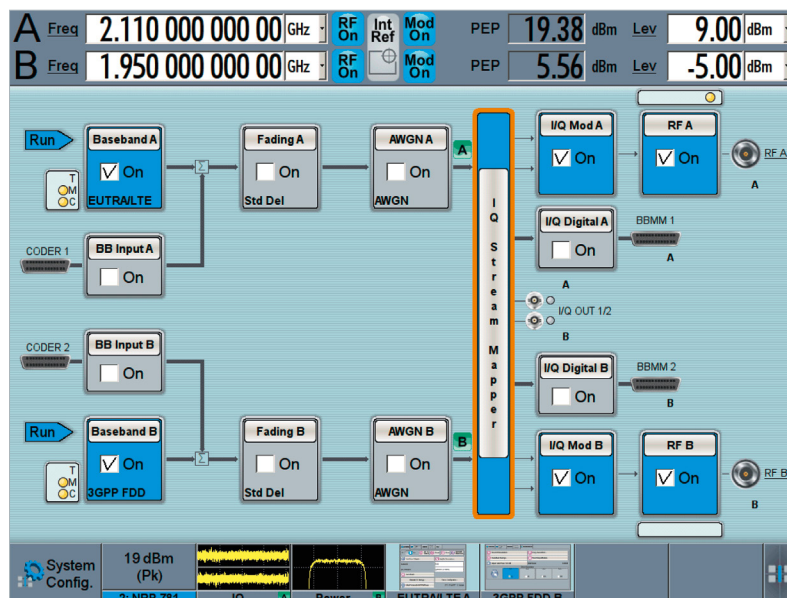 A Freq 2.110 000 000 00 GHz RF On Int Ref Mod On PEP 19.38 dBm Lev 9.00 dBm
B Freq 1.950 000 000 00 GHz RF On Mod On PEP 5.56 dBm Lev -5.00 dBm
Run Baseband A Fading A AWGN A A I/Q Mod A RF A
On On On On On RF A
T
M
C
EUTRA/LTE Std Del AWGN A
Σ
CODER 1 BB Input A I/Q Digital A BBMM 1
On On A
A
I/Q OUT 1/2
B
CODER 2 BB Input B I/Q Digital B BBMM 2
On On B
IQ Stream Mapper
Run Baseband B Fading B AWGN B B I/Q Mod B RF B
On On On On On RF B
T
M
C
3GPP FDD Std Del AWGN B
Σ
System Config.
19 dBm
(Pk)
2: NRP-Z81 IQ A Power B EUTRA/LTE A 3GPP FDD B